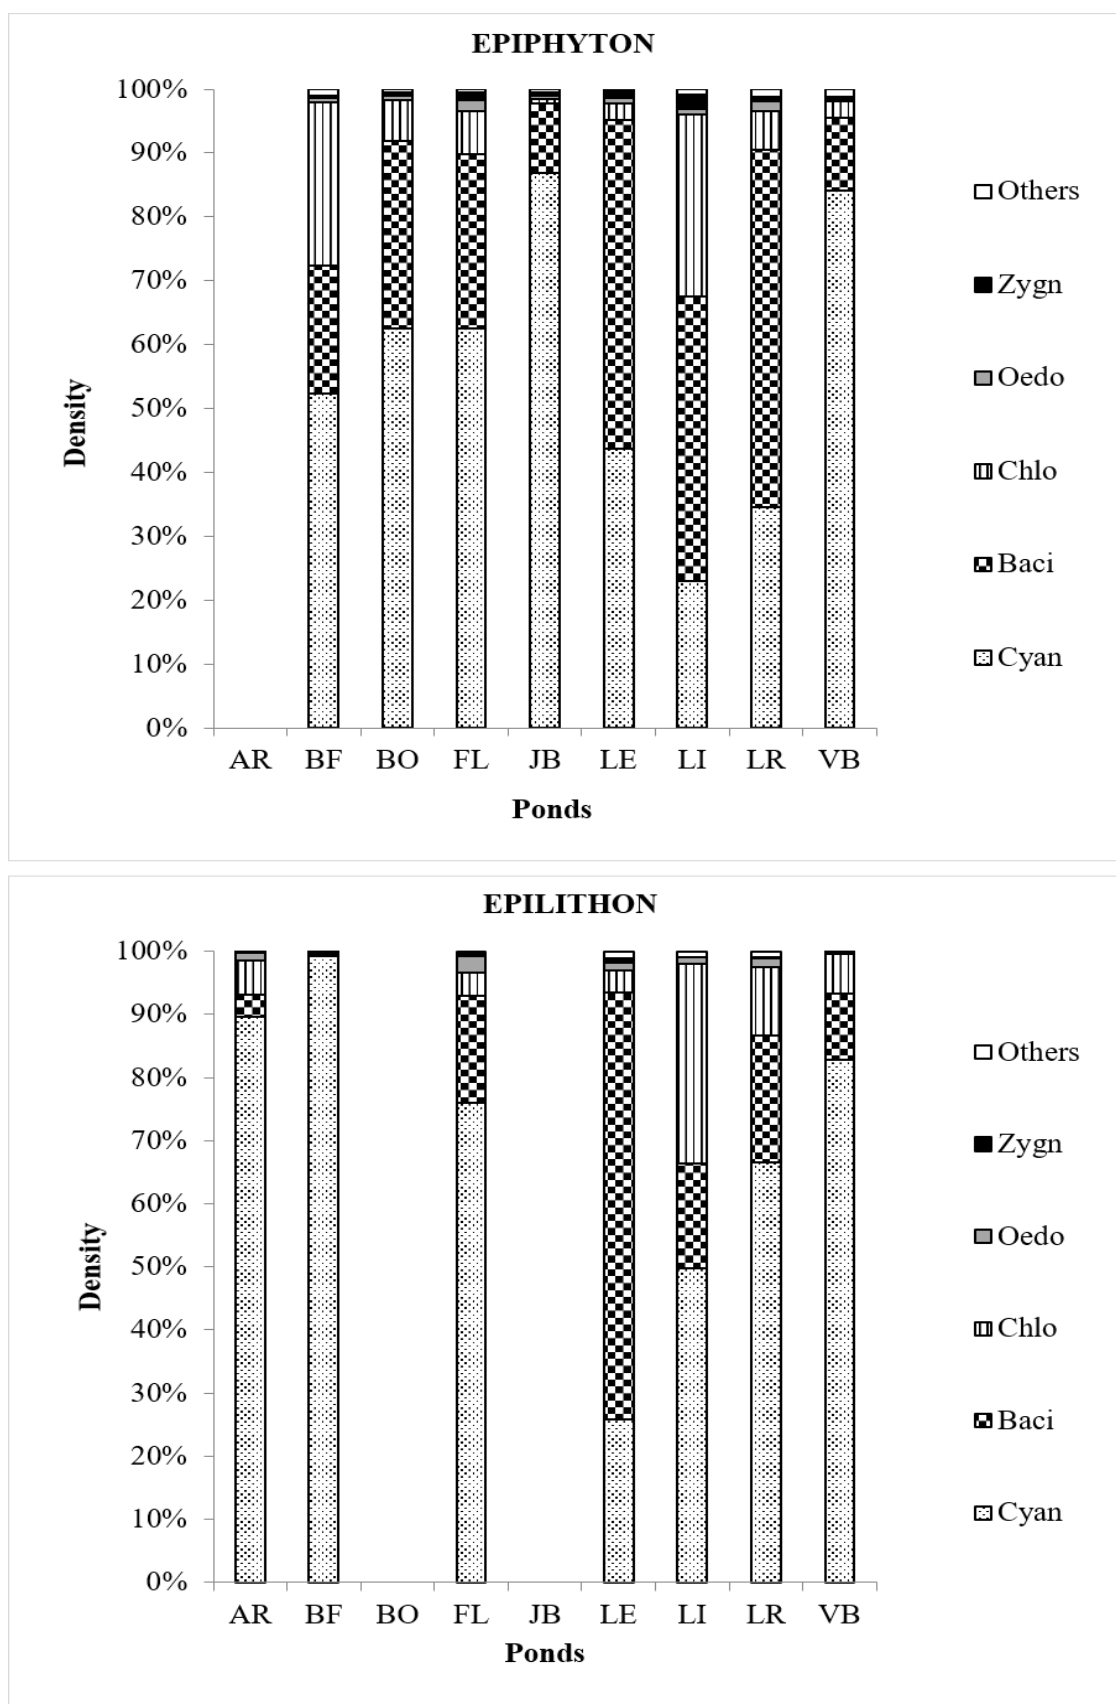 EPIPHYTON
100%
90%
80%
70%
60%
50%
40%
30%
20%
10%
0%
Density
AR BF BO FL JB LE LI LR VB
Ponds
Others
Zygn
Oedo
Chlo
Baci
Cyan
EPILITHON
100%
90%
80%
70%
60%
50%
40%
30%
20%
10%
0%
Density
AR BF BO FL JB LE LI LR VB
Ponds
Others
Zygn
Oedo
Chlo
Baci
Cyan